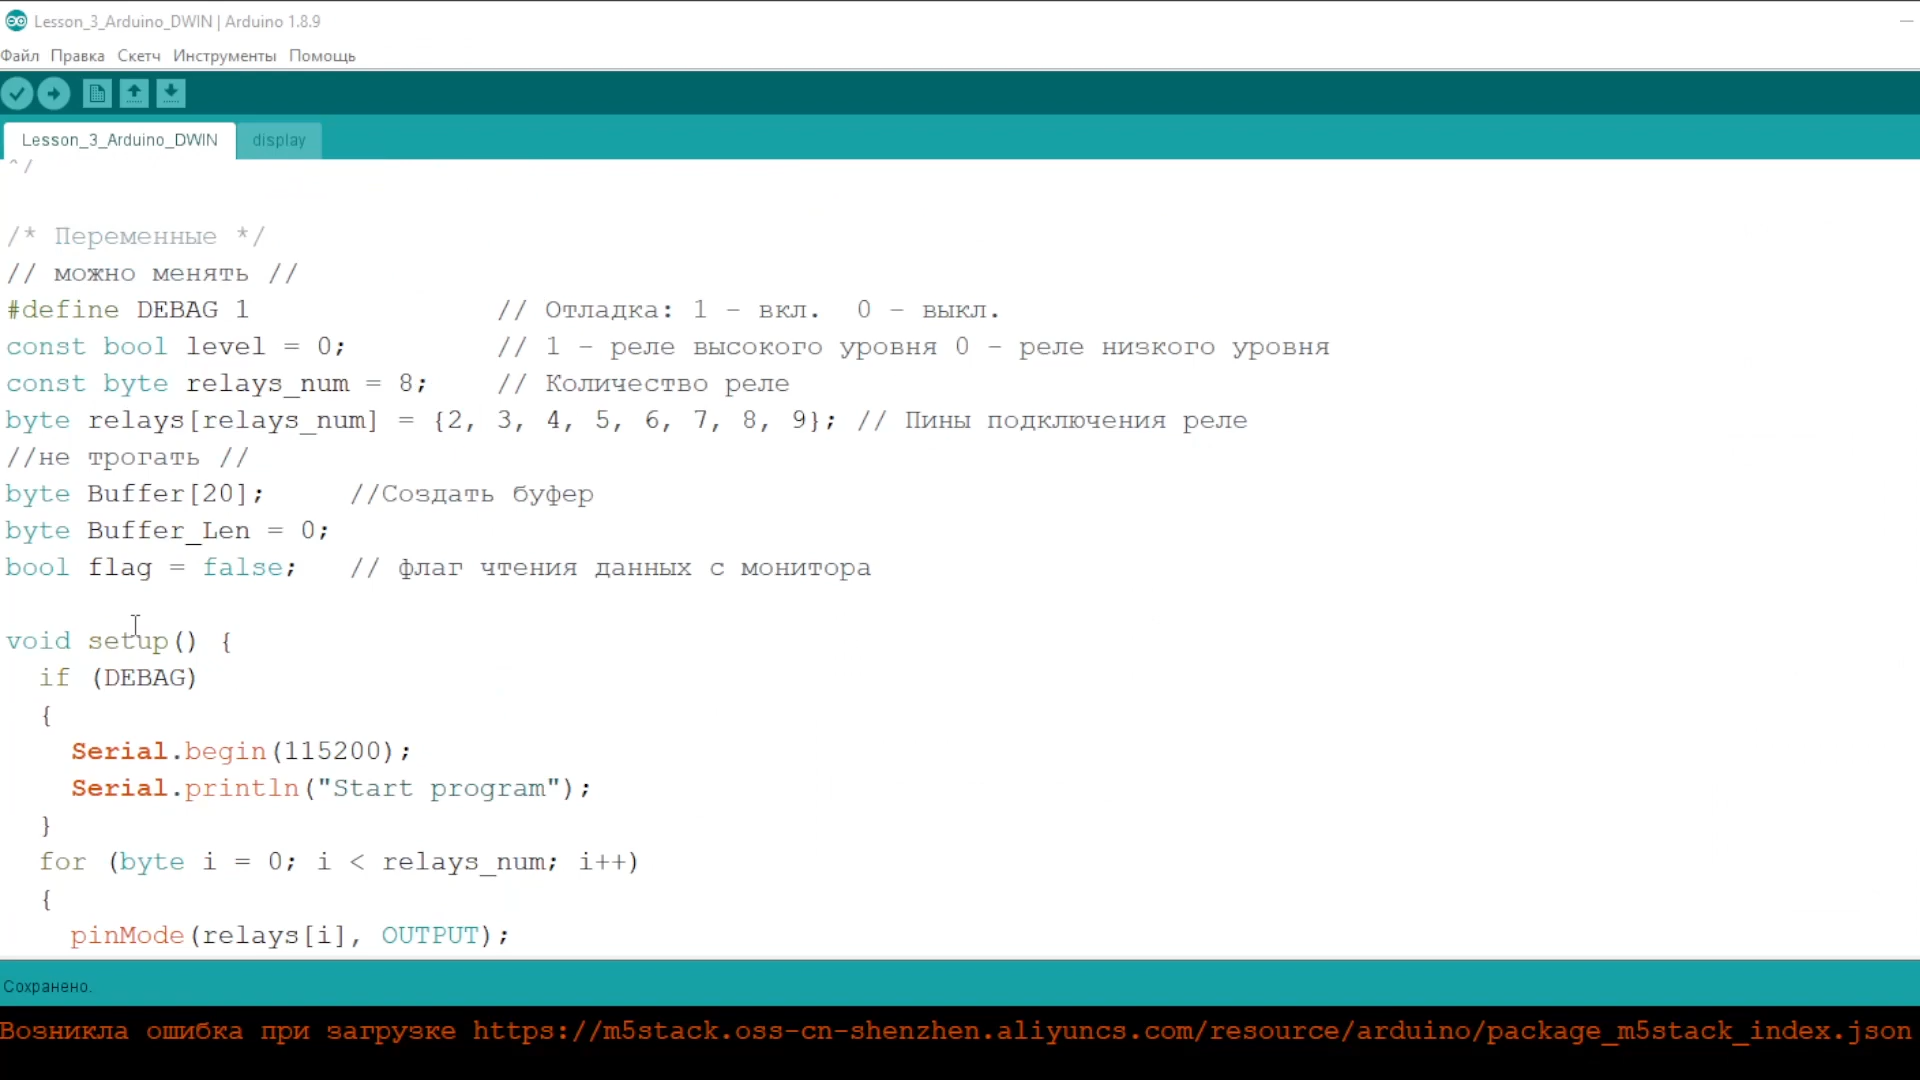 Lesson_3_Arduino_DWIN | Arduino 1.8.9
Файл Правка Скетч Инструменты Помощь
Lesson_3_Arduino_DWIN display
*/
/* Переменные */
// можно менять //
#define DEBAG 1 // Отладка: 1 - вкл. 0 - выкл.
const bool level = 0; // 1 - реле высокого уровня 0 - реле низкого уровня
const byte relays_num = 8; // Количество реле
byte relays[relays_num] = {2, 3, 4, 5, 6, 7, 8, 9}; // Пины подключения реле
//не трогать //
byte Buffer[20]; //Создать буфер
byte Buffer_Len = 0;
bool flag = false; // флаг чтения данных с монитора
void setup() {
if (DEBAG)
{
Serial.begin(115200);
Serial.println("Start program");
}
for (byte i = 0; i < relays_num; i++)
{
pinMode(relays[i], OUTPUT);
Сохранено.
Возникла ошибка при загрузке https://m5stack.oss-cn-shenzhen.aliyuncs.com/resource/arduino/package_m5stack_index.json